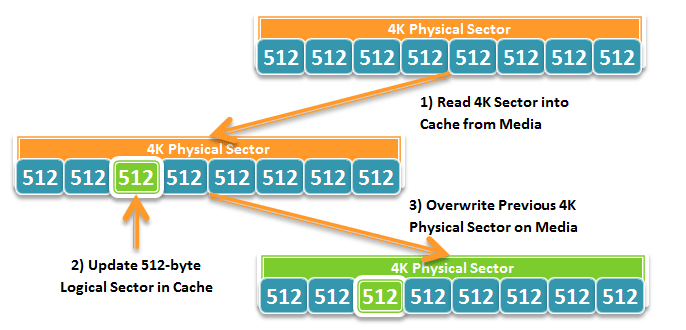 4K Physical Sector
512 512 512 512 512 512 512 512
1) Read 4K Sector into
Cache from Media
4K Physical Sector
512 512 512 512 512 512 512 512
3) Overwrite Previous 4K
Physical Sector on Media
2) Update 512-byte
Logical Sector in Cache
4K Physical Sector
512 512 512 512 512 512 512 512